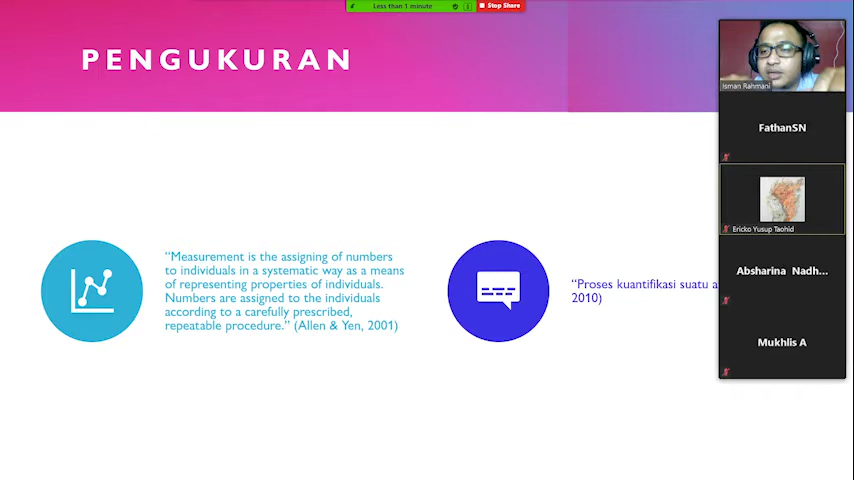 Less than 1 minute
Stop Share
PENGUKURAN
“Measurement is the assigning of numbers
to individuals in a systematic way as a means
of representing properties of individuals.
Numbers are assigned to the individuals
according to a carefully prescribed,
repeatable procedure.” (Allen & Yen, 2001)
“Proses kuantifikasi suatu a
2010)
Isman Rahmani
FathanSN
Ericko Yusup Taohid
Absharina Nadh...
Mukhlis A